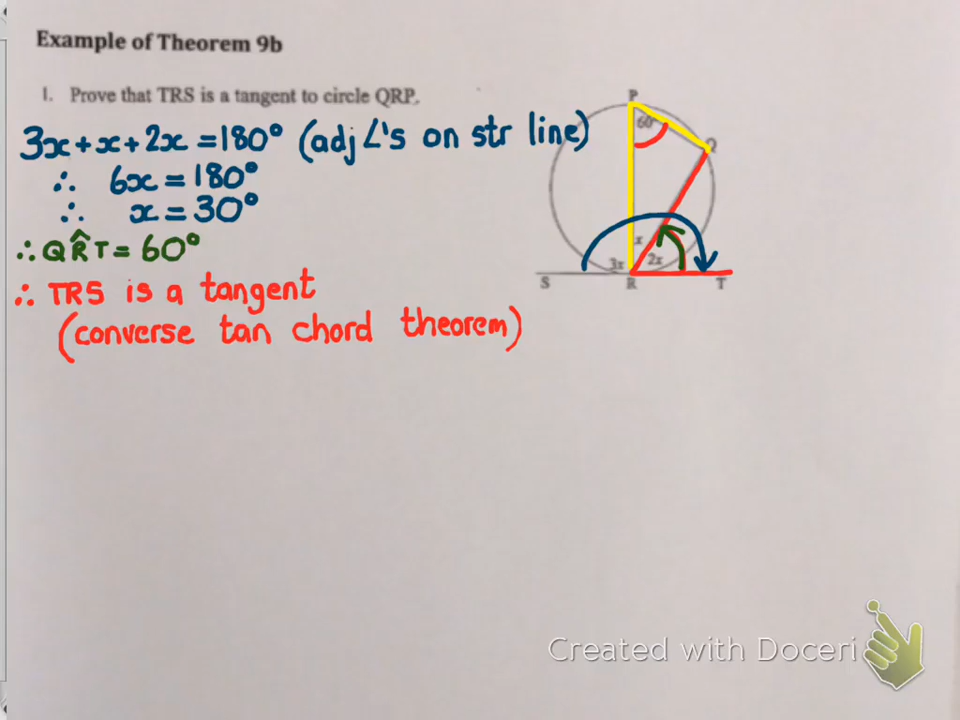 Example of Theorem 9b
1. Prove that TRS is a tangent to circle QRP.
3x+x+2x=180° (adj ∠'s on str line)
∴ 6x=180°
∴ x=30°
∴QR̂T=60°
∴ TRS is a tangent
(converse tan chord theorem)
P
60°
Q
x
3x
2x
S
R
T
Created with Doceri